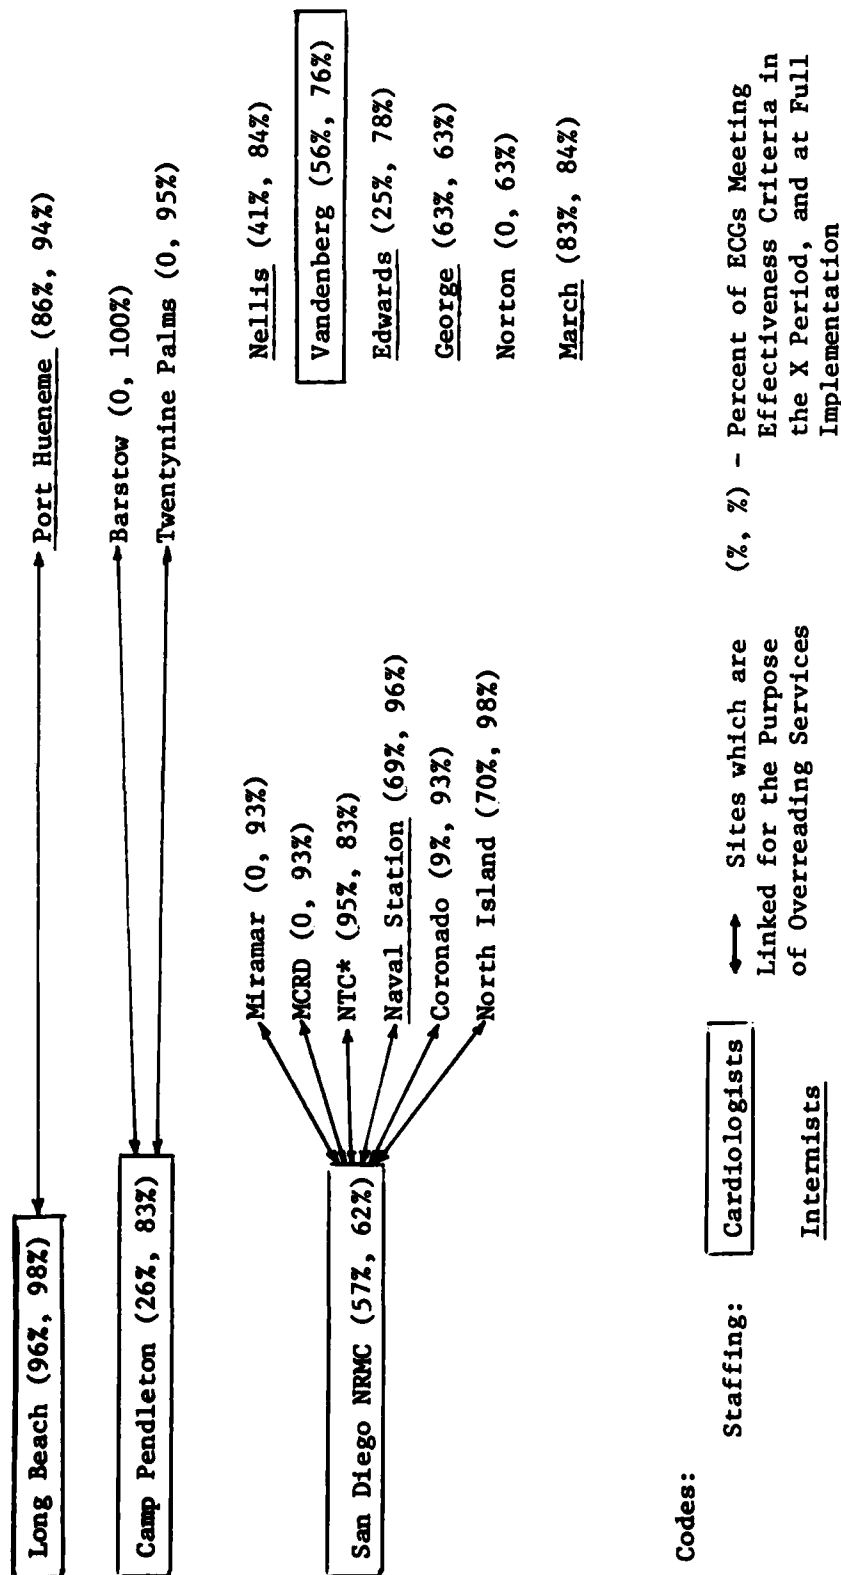 Long Beach (96%, 98%)
Port Hueneme (86%, 94%)
Camp Pendleton (26%, 83%)
Barstow (0, 100%)
Twentynine Palms (0, 95%)
San Diego NRMC (57%, 62%)
Miramar (0, 93%)
MCRD (0, 93%)
NTC* (95%, 83%)
Naval Station (69%, 96%)
Coronado (9%, 93%)
North Island (70%, 98%)
Nellis (41%, 84%)
Vandenberg (56%, 76%)
Edwards (25%, 78%)
George (63%, 63%)
Norton (0, 63%)
March (83%, 84%)
Codes:
Staffing:
Cardiologists
Internists
Sites which are
Linked for the Purpose
of Overreading Services
(%, %) - Percent of ECGs Meeting
Effectiveness Criteria in
the X Period, and at Full
Implementation